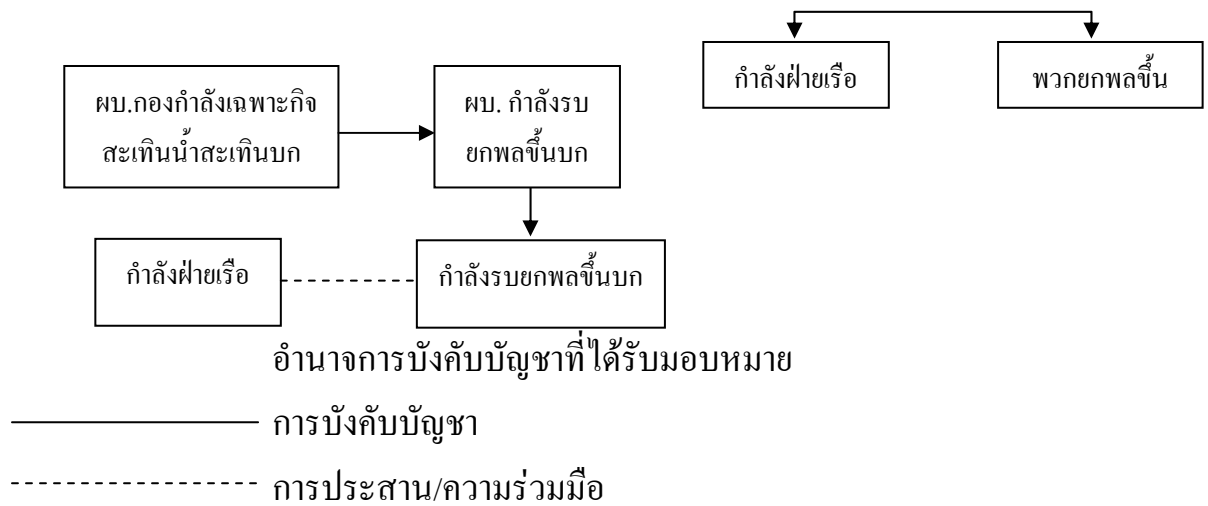 กำลังฝ่ายเรือ
พวกยกพลขึ้น
ผบ.กองกำลังเฉพาะกิจ
สะเทินน้ำสะเทินบก
ผบ. กำลังรบ
ยกพลขึ้นบก
กำลังฝ่ายเรือ
กำลังรบยกพลขึ้นบก
อำนาจการบังคับบัญชาที่ได้รับมอบหมาย
การบังคับบัญชา
การประสาน/ความร่วมมือ